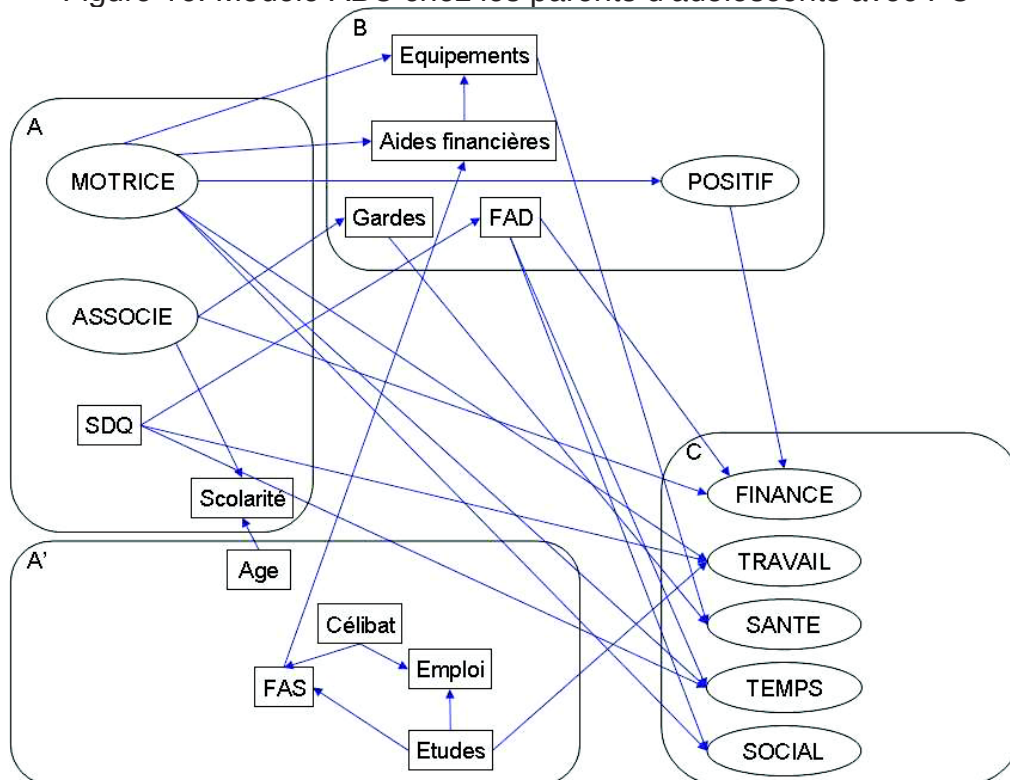 B
Equipements
A
Aides financières
MOTRICE
POSITIF
Gardes
FAD
ASSOCIE
SDQ
C
Scolarité
FINANCE
A'
Age
TRAVAIL
Célibat
SANTE
Emploi
FAS
TEMPS
Etudes
SOCIAL